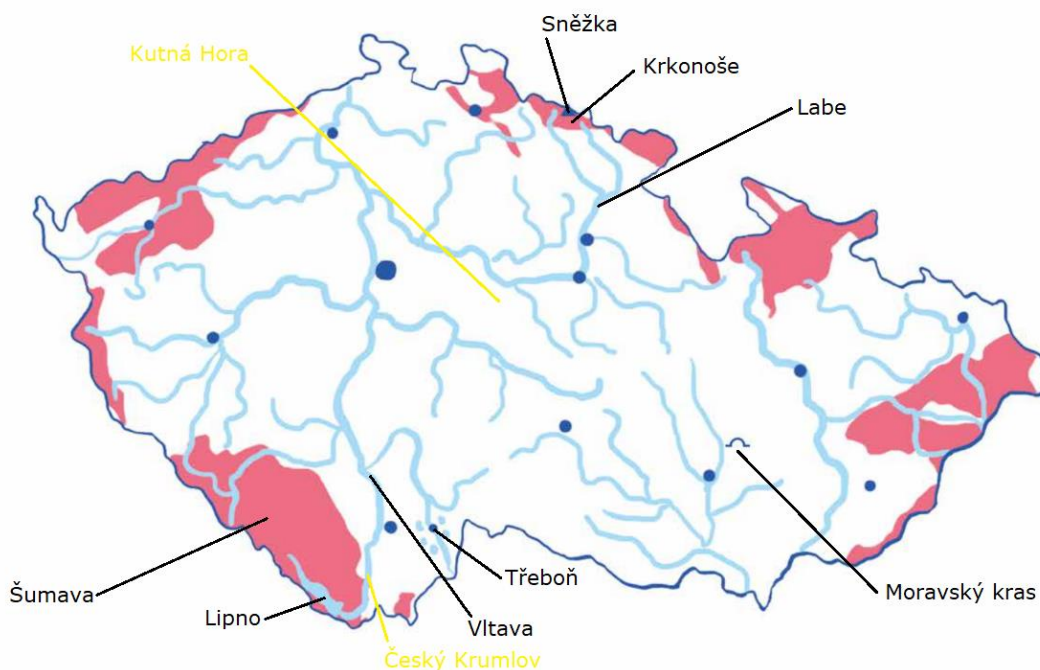 Sněžka
Kutná Hora
Krkonoše
Labe
Třeboň
Moravský kras
Šumava
Lipno
Vltava
Český Krumlov